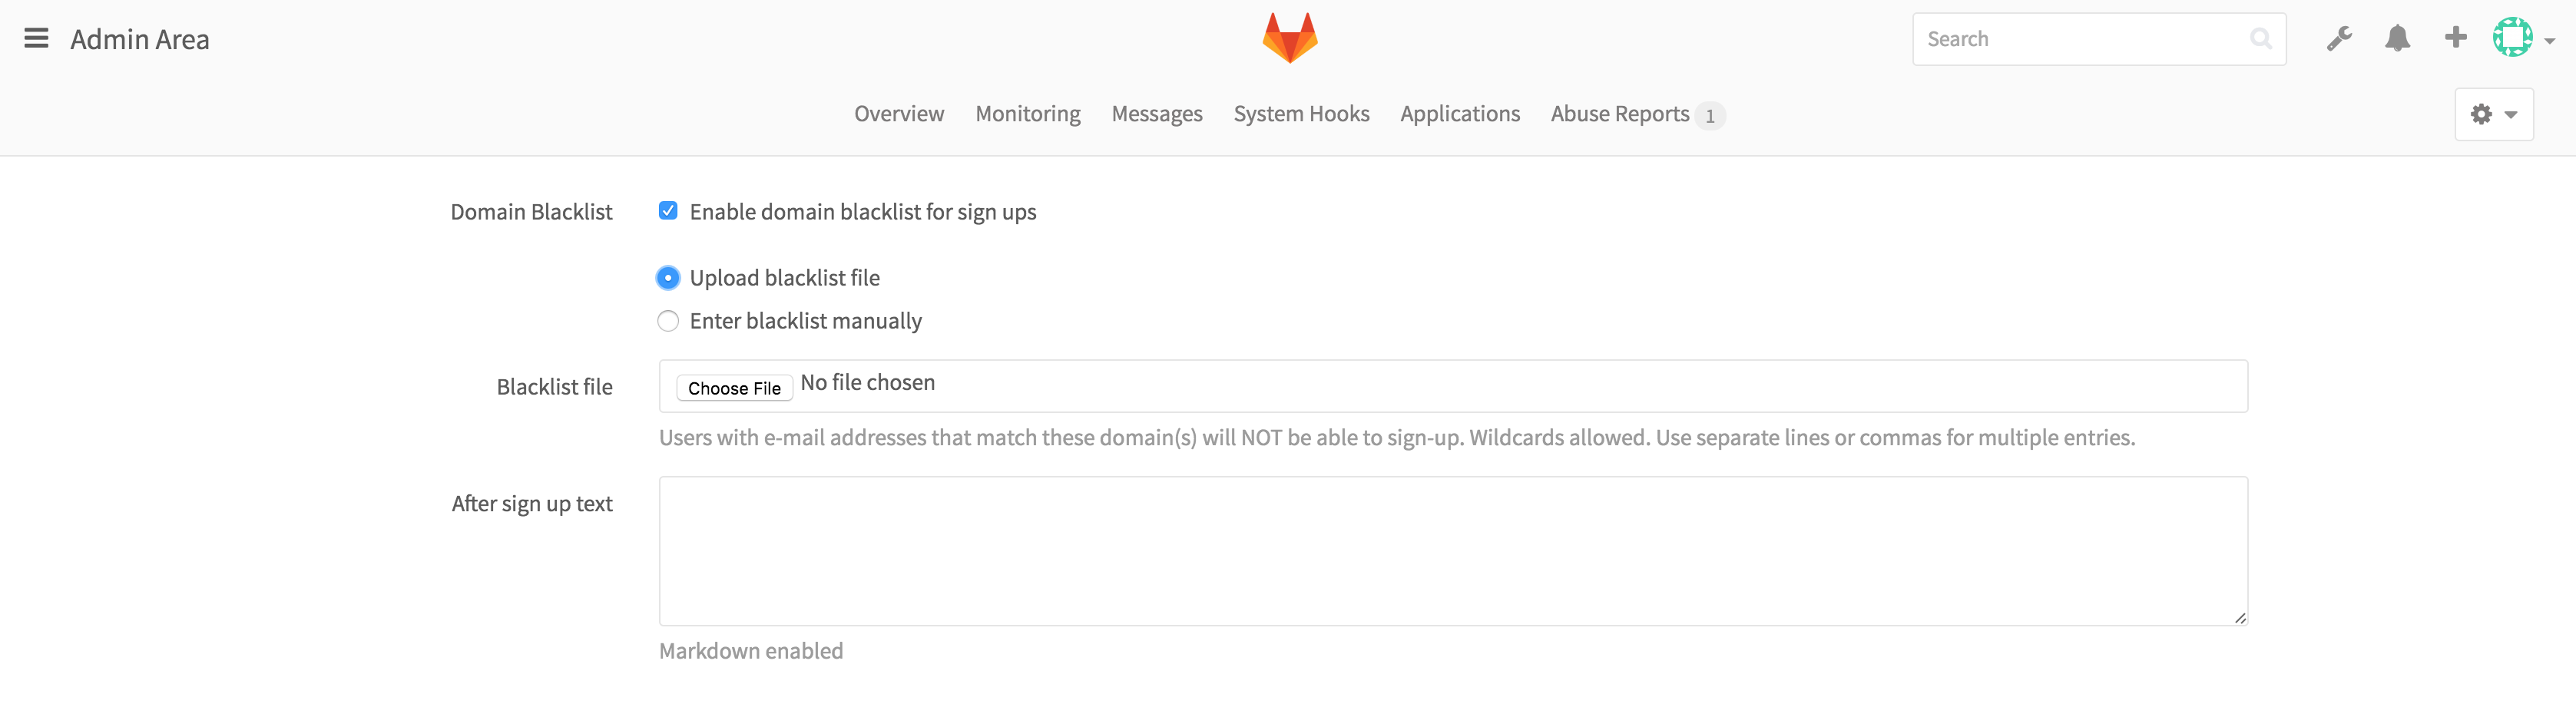 Admin Area
Search
Overview Monitoring Messages System Hooks Applications Abuse Reports 1
Domain Blacklist Enable domain blacklist for sign ups
Upload blacklist file
Enter blacklist manually
Blacklist file Choose File No file chosen
Users with e-mail addresses that match these domain(s) will NOT be able to sign-up. Wildcards allowed. Use separate lines or commas for multiple entries.
After sign up text
Markdown enabled